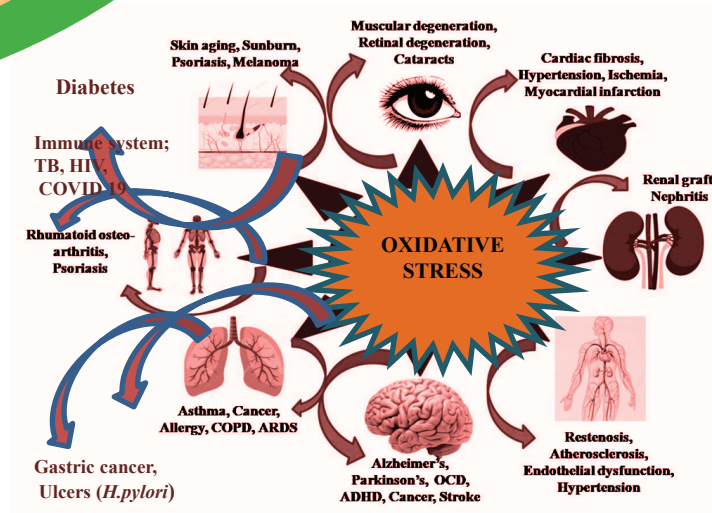 Muscular degeneration,
Retinal degeneration,
Cataracts
Skin aging, Sunburn,
Psoriasis, Melanoma
Cardiac fibrosis,
Hypertension, Ischemia,
Myocardial infarction
Diabetes
Immune system;
TB, HIV,
COVID 19
Renal graft
Nephritis
Rhumatoid osteo-
arthritis,
Psoriasis
OXIDATIVE
STRESS
Asthma, Cancer,
Allergy, COPD, ARDS
Restenosis,
Atherosclerosis,
Endothelial dysfunction,
Hypertension
Alzheimer's,
Parkinson's, OCD,
ADHD, Cancer, Stroke
Gastric cancer,
Ulcers (H.pylori)